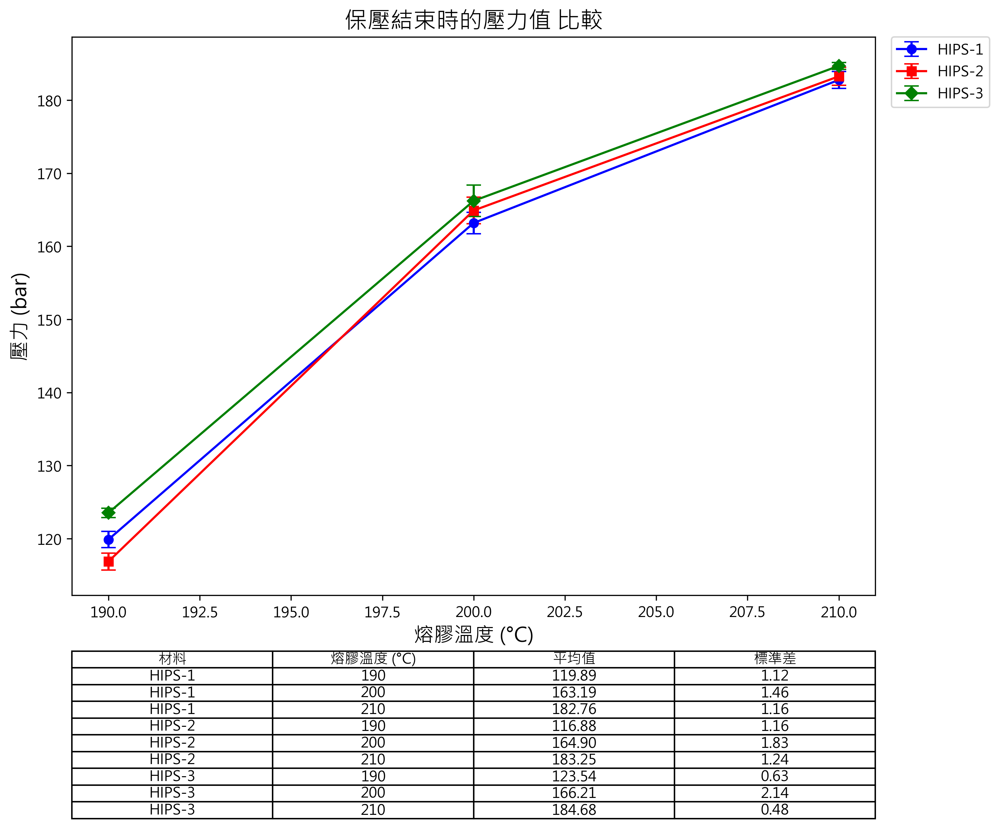 保壓結束時的壓力值 比較
HIPS-1
HIPS-2
HIPS-3
壓力 (bar)
180
170
160
150
140
130
120
190.0 192.5 195.0 197.5 200.0 202.5 205.0 207.5 210.0
熔膠溫度 (°C)
材料 熔膠溫度 (°C) 平均值 標準差
HIPS-1 190 119.89 1.12
HIPS-1 200 163.19 1.46
HIPS-1 210 182.76 1.16
HIPS-2 190 116.88 1.16
HIPS-2 200 164.90 1.83
HIPS-2 210 183.25 1.24
HIPS-3 190 123.54 0.63
HIPS-3 200 166.21 2.14
HIPS-3 210 184.68 0.48